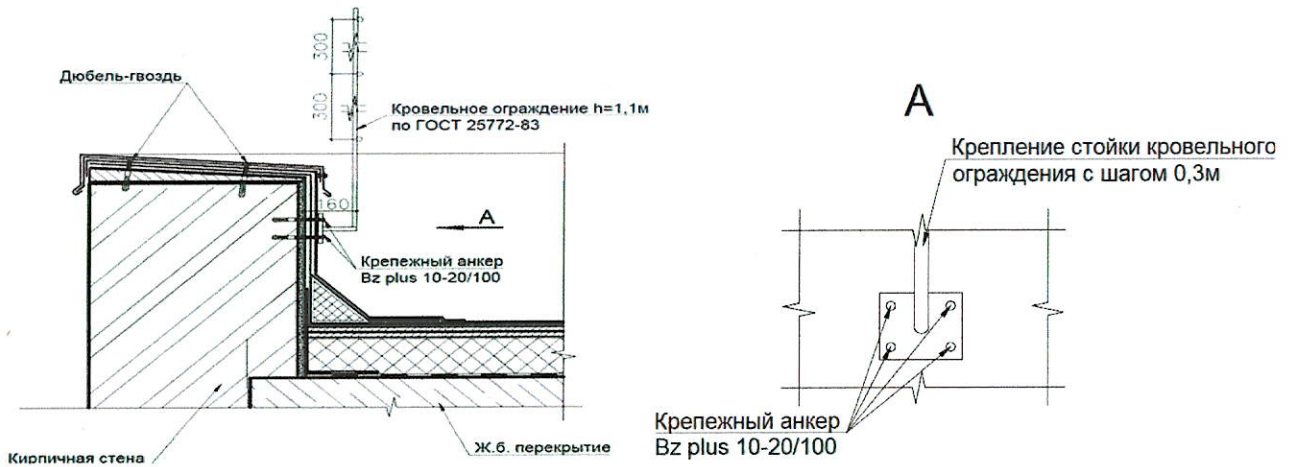 300
300
Дюбель-гвоздь
Кровельное ограждение h=1,1м
по ГОСТ 25772-83
160
А
Крепежный анкер
Bz plus 10-20/100
Ж.б. перекрытие
Кирпичная стена
А
Крепление стойки кровельного
ограждения с шагом 0,3м
Крепежный анкер
Bz plus 10-20/100